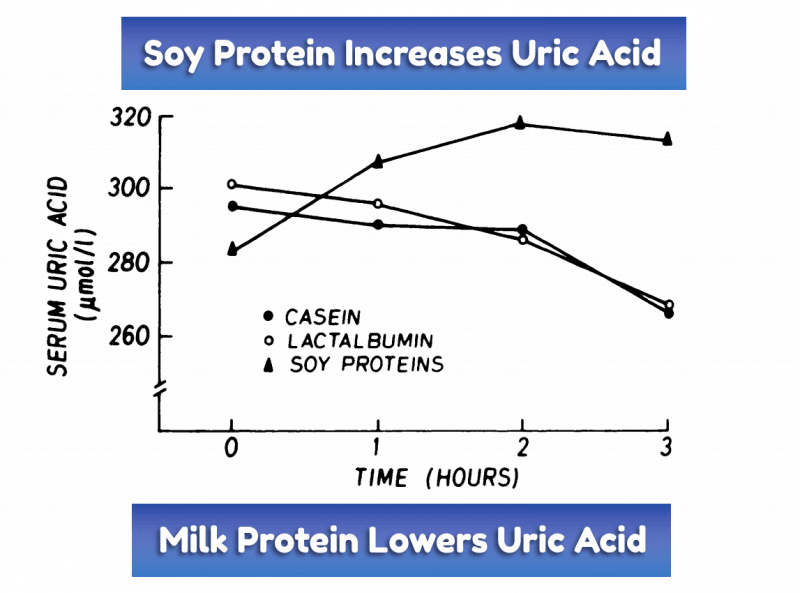 Soy Protein Increases Uric Acid
320
300
280
260
SERUM URIC ACID
(μmol/l)
CASEIN
LACTALBUMIN
SOY PROTEINS
0 1 2 3
TIME (HOURS)
Milk Protein Lowers Uric Acid